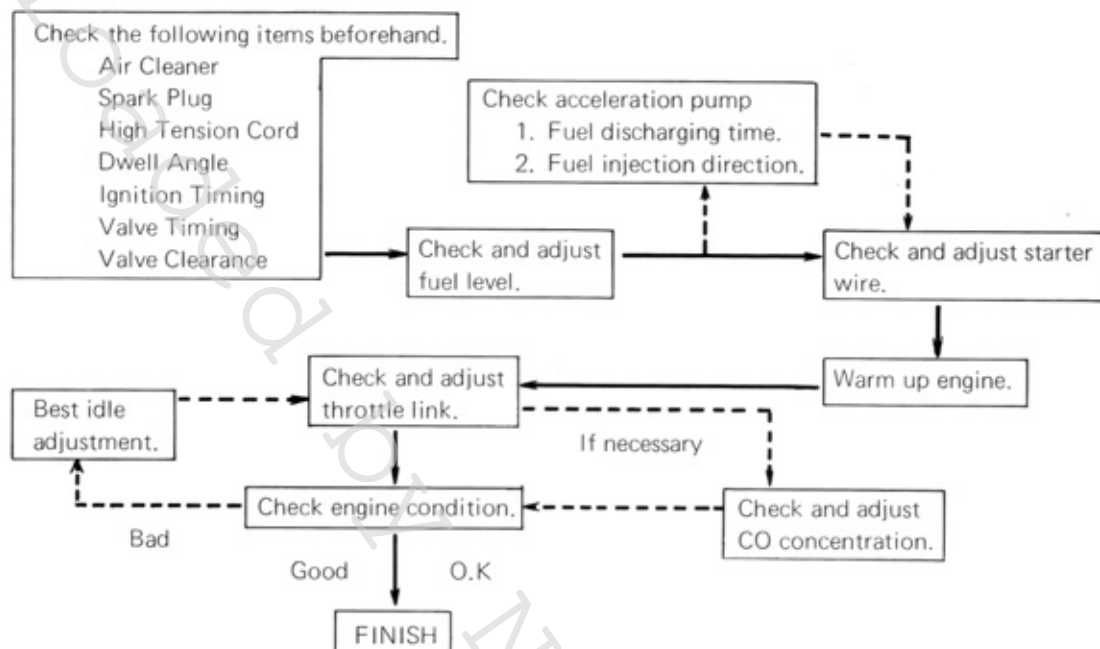 Check the following items beforehand.
Air Cleaner
Spark Plug
High Tension Cord
Dwell Angle
Ignition Timing
Valve Timing
Valve Clearance
Check acceleration pump
1. Fuel discharging time.
2. Fuel injection direction.
Check and adjust
fuel level.
Check and adjust starter
wire.
Warm up engine.
Check and adjust
throttle link.
If necessary
Best idle
adjustment.
Check engine condition.
Check and adjust
CO concentration.
Bad
Good
O.K
FINISH
oaded by N